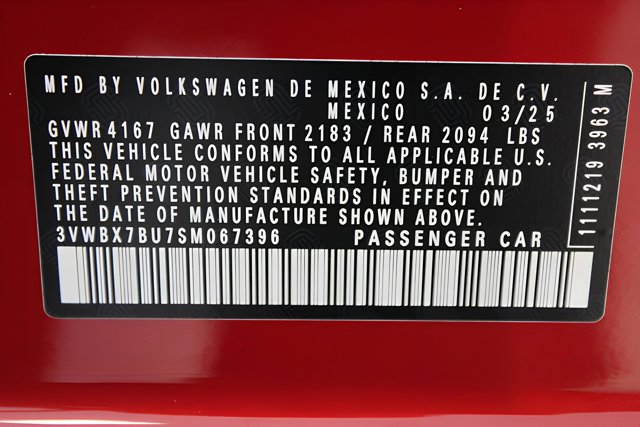 MFD BY VOLKSWAGEN DE MEXICO S.A. DE C.V.
MEXICO 03/25
GVWR 4167 GAWR FRONT 2183 / REAR 2094 LBS
THIS VEHICLE CONFORMS TO ALL APPLICABLE U.S.
FEDERAL MOTOR VEHICLE SAFETY, BUMPER AND
THEFT PREVENTION STANDARDS IN EFFECT ON
THE DATE OF MANUFACTURE SHOWN ABOVE.
3VWBX7BU7SM067396 PASSENGER CAR
1111219 3963 M